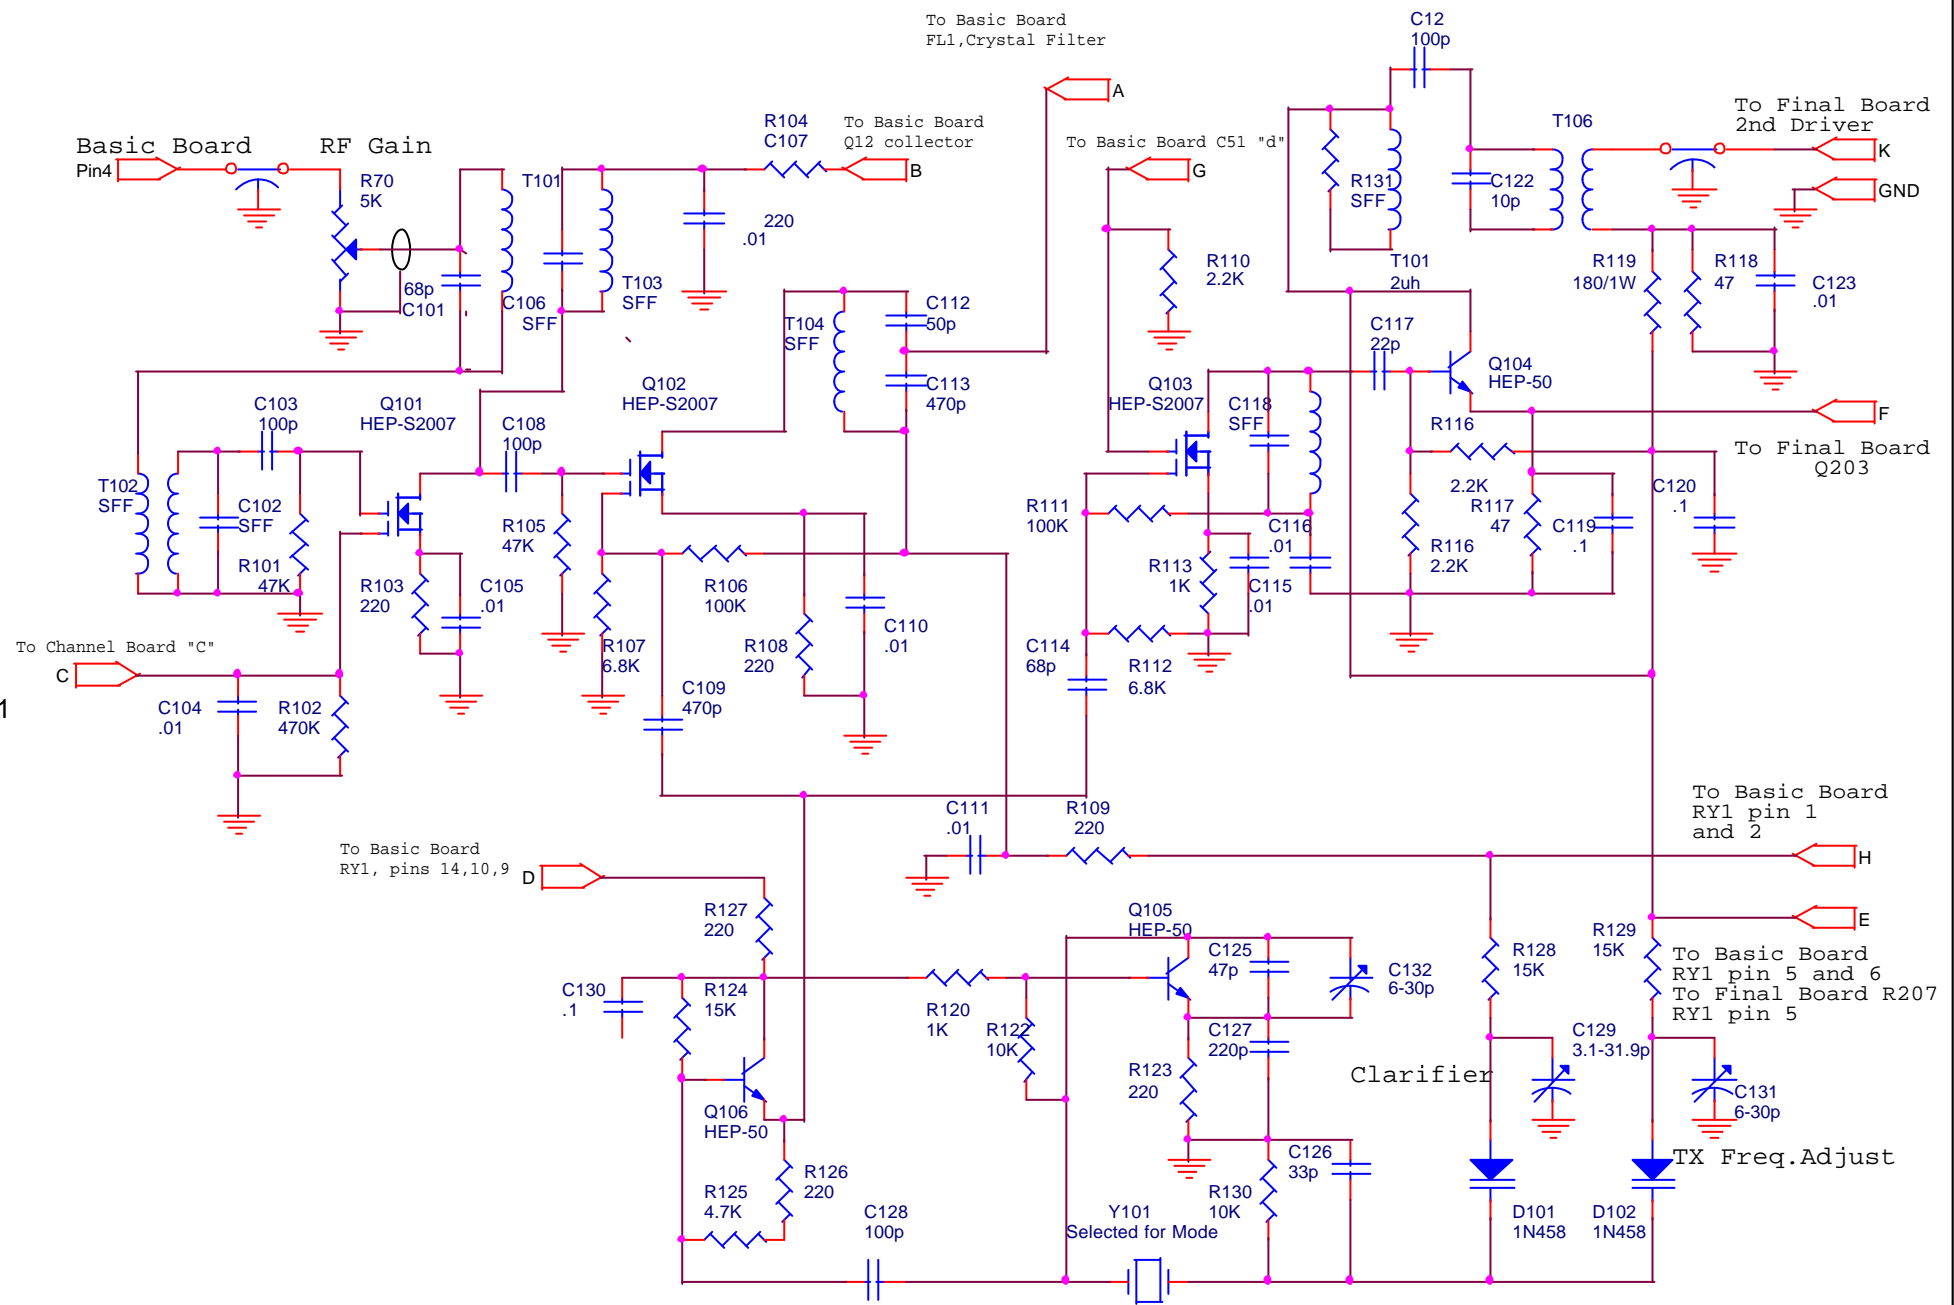 To Basic Board
FL1,Crystal Filter
A
C12
100p
Basic Board
Pin4
RF Gain
R70
5K
T101
R104
C107
To Basic Board
Q12 collector
B
220
.01
To Basic Board C51 "d"
G
R131
SFF
T101
2uh
C122
10p
T106
To Final Board
2nd Driver
K
GND
68p
C101
C106
SFF
T103
SFF
T104
SFF
C112
50p
C113
470p
R110
2.2K
R119
180/1W
R118
47
C123
.01
C117
22p
Q104
HEP-50
F
To Final Board
Q203
C103
100p
Q101
HEP-S2007
C108
100p
Q102
HEP-S2007
Q103
HEP-S2007
C118
SFF
R116
2.2K
T102
SFF
C102
SFF
R101
47K
R103
220
C105
.01
R105
47K
R106
100K
R107
6.8K
R108
220
C110
.01
R111
100K
R113
1K
C116
.01
C115
.01
R116
2.2K
R117
47
C119
.1
C120
.1
To Channel Board "C"
C
C104
.01
R102
470K
C109
470p
C114
68p
R112
6.8K
1
C111
.01
R109
220
To Basic Board
RY1 pin 1
and 2
H
To Basic Board
RY1, pins 14,10,9
D
R127
220
Q105
HEP-50
C125
47p
C132
6-30p
R128
15K
R129
15K
E
To Basic Board
RY1 pin 5 and 6
To Final Board R207
RY1 pin 5
C130
.1
R124
15K
R120
1K
R122
10K
C127
220p
R123
220
Clarifier
C129
3.1-31.9p
C131
6-30p
Q106
HEP-50
R126
220
R125
4.7K
C128
100p
Y101
Selected for Mode
C126
33p
R130
10K
TX Freq.Adjust
D101
1N458
D102
1N458